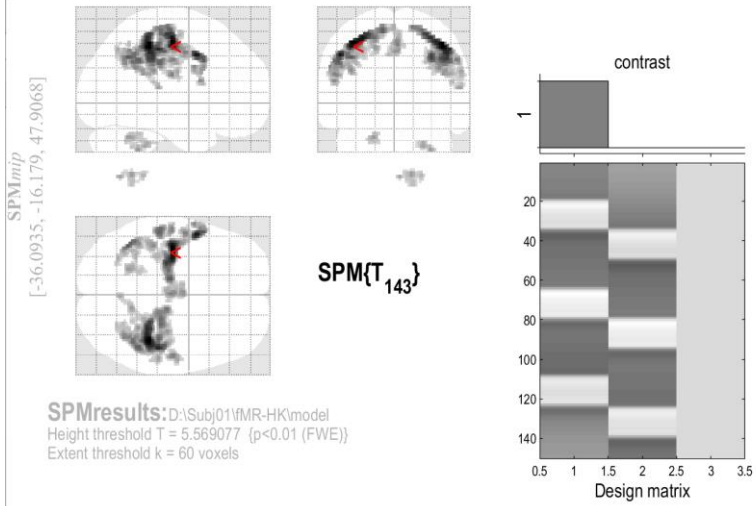 SPMmip
[-36.0935, -16.179, 47.9068]
SPM{T143}
SPMresults: D:\Subj01\fMR-HK\model
Height threshold T = 5.569077 {p<0.01 (FWE)}
Extent threshold k = 60 voxels
contrast
1
20
40
60
80
100
120
140
0.5 1 1.5 2 2.5 3 3.5
Design matrix